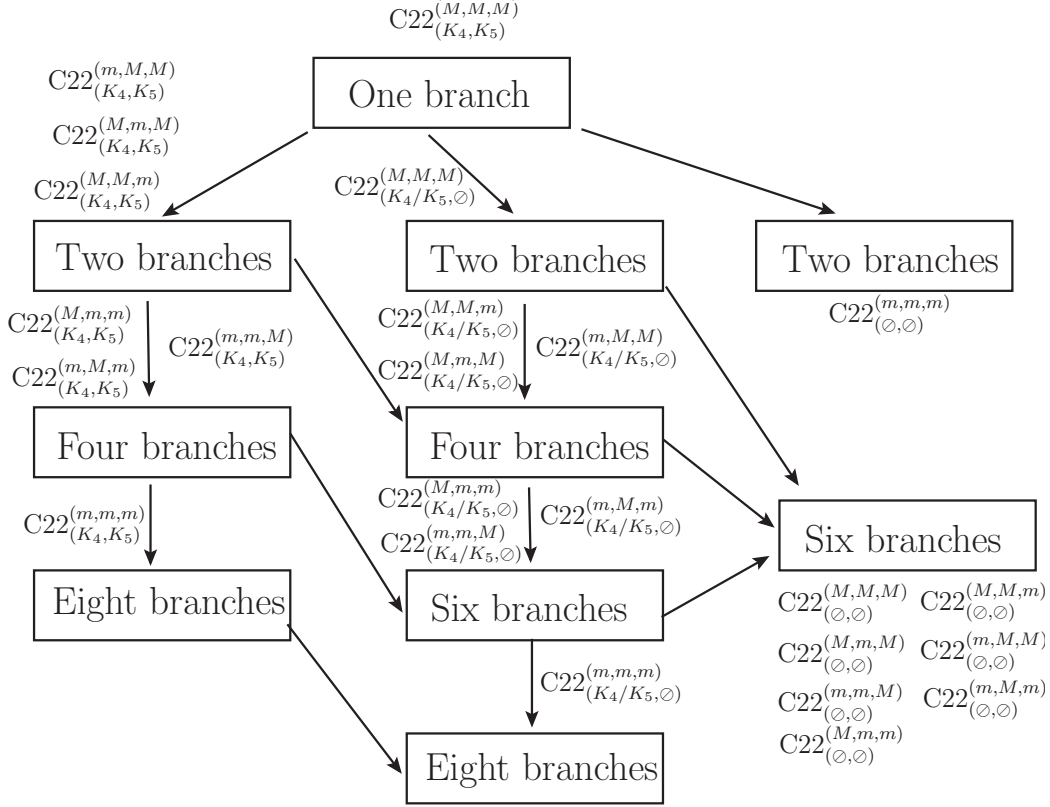 C22^{(M,M,M)}_{(K_4,K_5)}
C22^{(m,M,M)}_{(K_4,K_5)}
One branch
C22^{(M,m,M)}_{(K_4,K_5)}
C22^{(M,M,m)}_{(K_4,K_5)}
C22^{(M,M,M)}_{(K_4/K_5,∅)}
Two branches
Two branches
Two branches
C22^{(m,m,m)}_{(∅,∅)}
C22^{(M,m,m)}_{(K_4,K_5)}
C22^{(m,m,M)}_{(K_4,K_5)}
C22^{(m,M,m)}_{(K_4,K_5)}
C22^{(M,M,m)}_{(K_4/K_5,∅)}
C22^{(m,M,M)}_{(K_4/K_5,∅)}
C22^{(M,m,M)}_{(K_4/K_5,∅)}
Four branches
Four branches
C22^{(m,m,m)}_{(K_4,K_5)}
C22^{(M,m,m)}_{(K_4/K_5,∅)}
C22^{(m,M,m)}_{(K_4/K_5,∅)}
C22^{(m,m,M)}_{(K_4/K_5,∅)}
Six branches
Eight branches
Six branches
C22^{(M,M,M)}_{(∅,∅)}
C22^{(M,M,m)}_{(∅,∅)}
C22^{(M,m,M)}_{(∅,∅)}
C22^{(m,M,M)}_{(∅,∅)}
C22^{(m,m,M)}_{(∅,∅)}
C22^{(m,M,m)}_{(∅,∅)}
C22^{(M,m,m)}_{(∅,∅)}
C22^{(m,m,m)}_{(K_4/K_5,∅)}
Eight branches